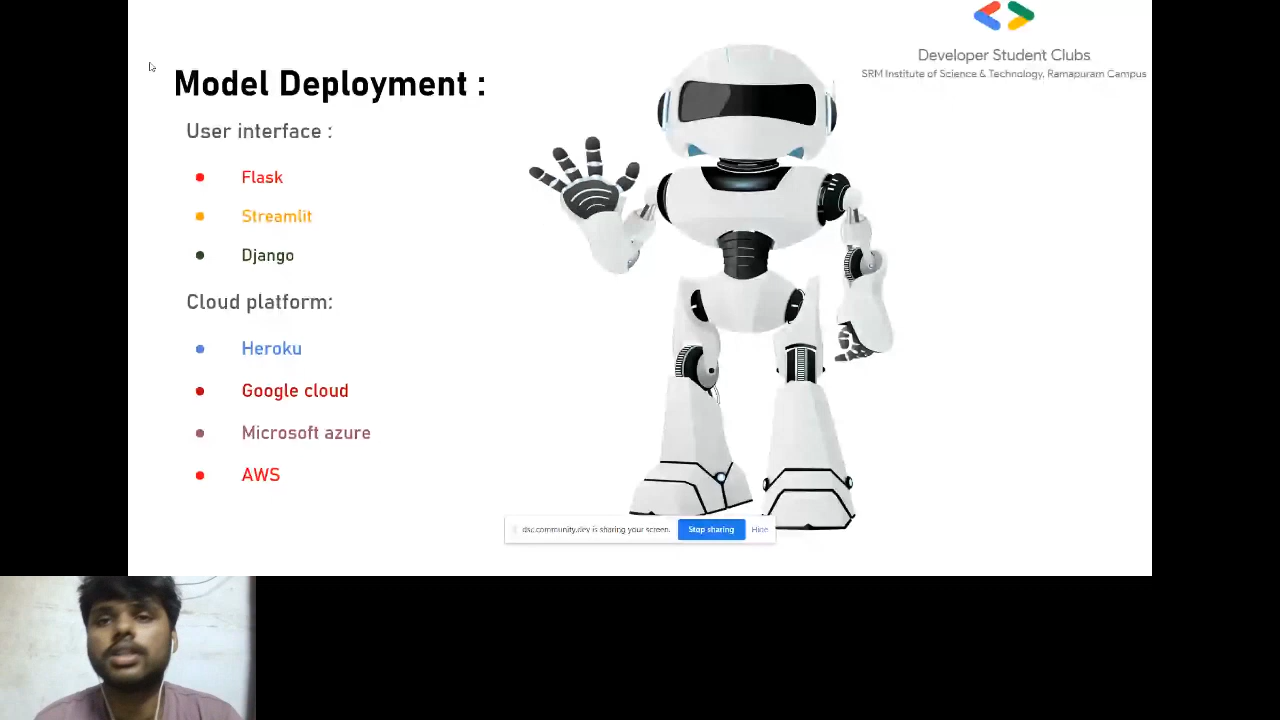 Developer Student Clubs
SRM Institute of Science & Technology, Ramapuram Campus
Model Deployment :
User interface :
Flask
Streamlit
Django
Cloud platform:
Heroku
Google cloud
Microsoft azure
AWS
dsc.community.dev is sharing your screen.
Stop sharing
Hide